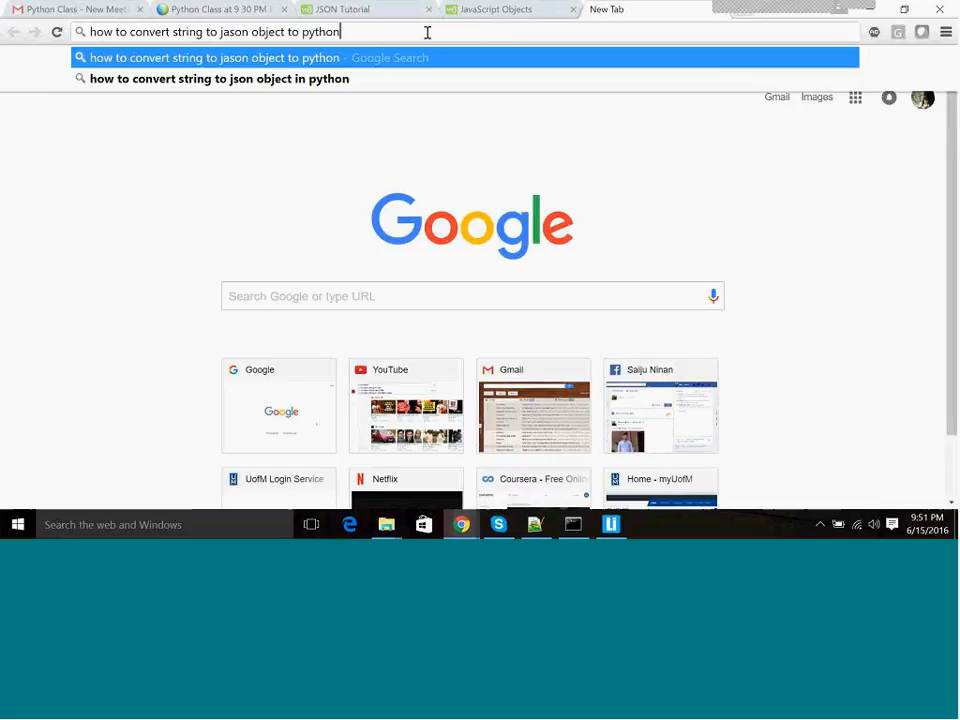 Python Class - New Meet
Python Class at 9 30 PM
JSON Tutorial
JavaScript Objects
New Tab
how to convert string to jason object to python
how to convert string to jason object to python - Google Search
how to convert string to json object in python
Gmail Images
Google
Search Google or type URL
Google
YouTube
Gmail
Saiju Ninan
Google
UofM Login Service
Netflix
Coursera - Free Onlin
Home - myUofM
Search the web and Windows
9:51 PM
6/15/2016